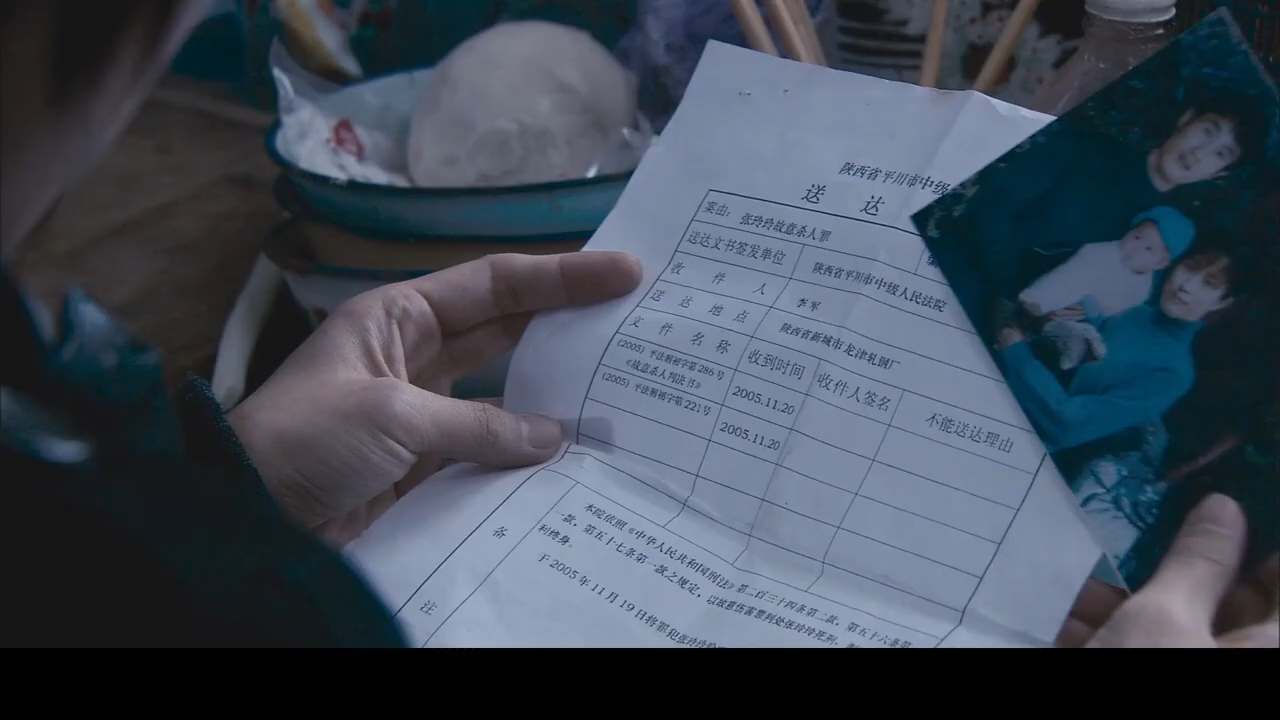 陕西省平川市中级
送 达
案由：张玲玲故意杀人罪
送达文书签发单位 陕西省平川市中级人民法院
收 件 人 李军
送 达 地 点 陕西省新城市龙津轧钢厂
文 件 名 称 收到时间 收件人签名 不能送达理由
(2005) 平法刑初字第286号
《故意杀人判决书》 2005.11.20
(2005) 平法刑初字第221号 2005.11.20
备 注
本院依照《中华人民共和国刑法》第二百三十四条第二款，第五十六条第
一款，第五十七条第一款之规定，以故意伤害罪判处张玲玲死刑，剥
利终身。
于2005年11月19日将罪犯张玲玲